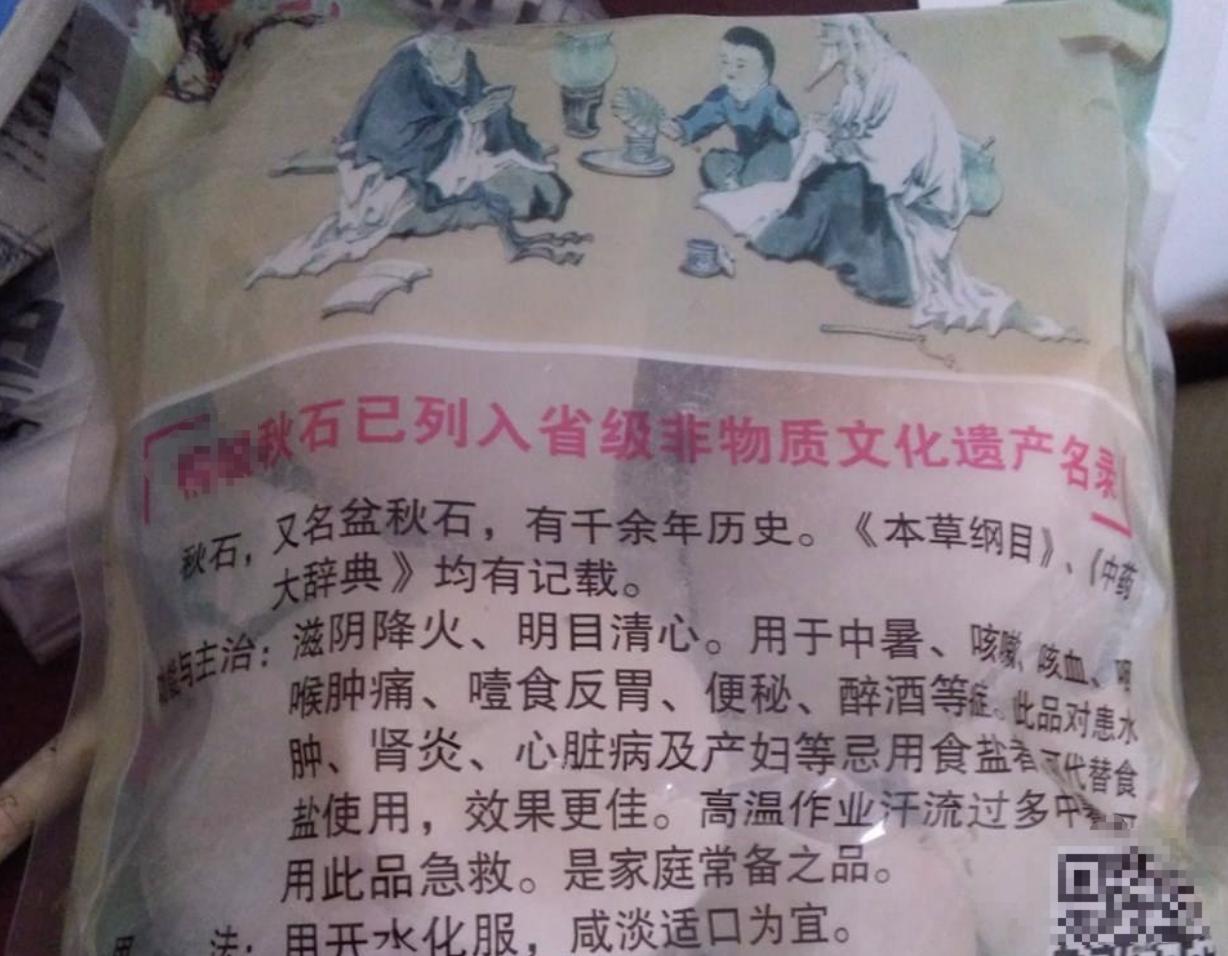 秋石已列入省级非物质文化遗产名录
秋石，又名盆秋石，有千余年历史。《本草纲目》、《中药
大辞典》均有记载。
与主治：滋阴降火、明目清心。用于中暑、咳嗽、咳血、咽
喉肿痛、噎食反胃、便秘、醉酒等症。此品对患水
肿、肾炎、心脏病及产妇等忌用食盐者可代替食
盐使用，效果更佳。高温作业汗流过多中
用此品急救。是家庭常备之品。
用 法：用开水化服，咸淡适口为宜。